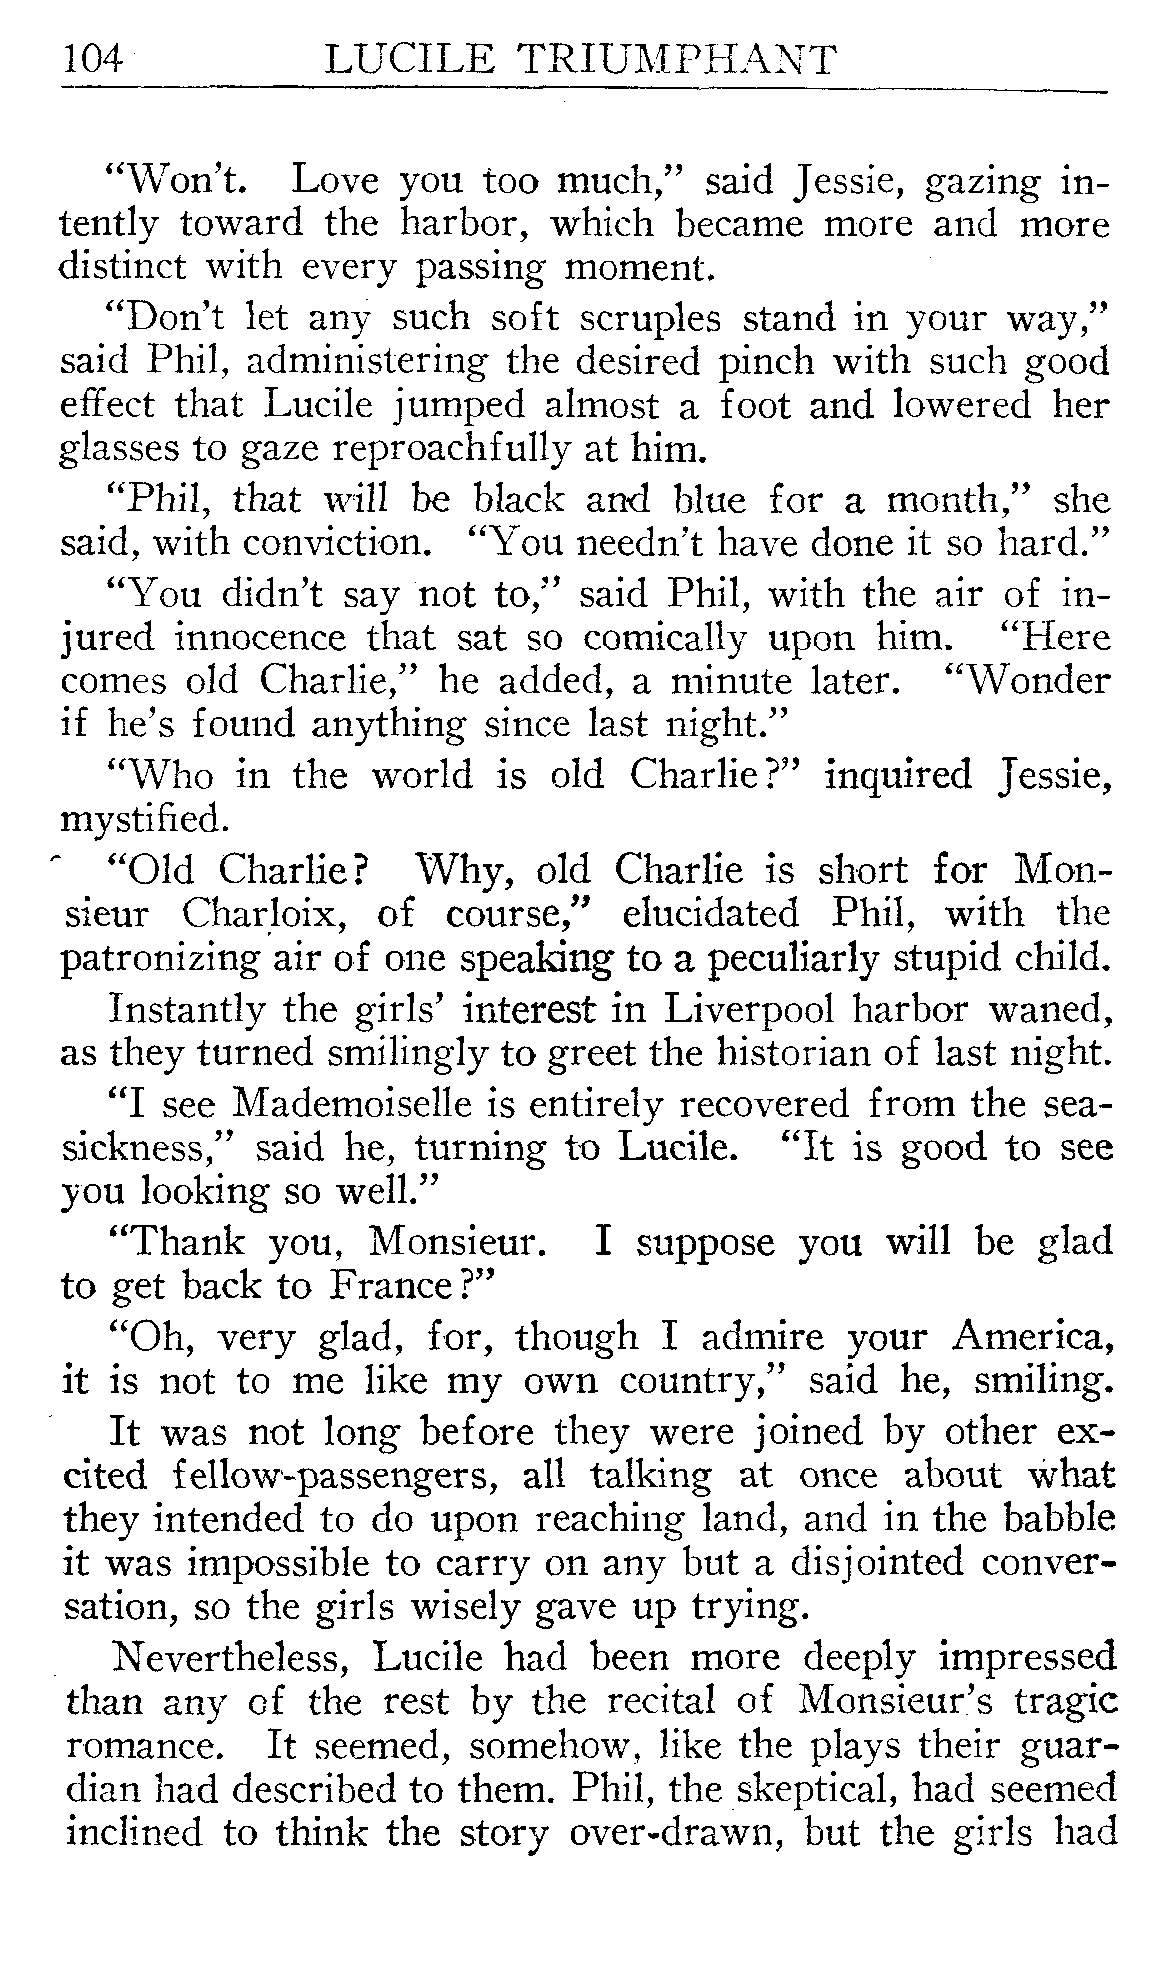 104 LUCILE TRIUMPHANT
“Won’t. Love you too much,” said Jessie, gazing in-
tently toward the harbor, which became more and more
distinct with every passing moment.
“Don’t let any such soft scruples stand in your way,”
said Phil, administering the desired pinch with such good
effect that Lucile jumped almost a foot and lowered her
glasses to gaze reproachfully at him.
“Phil, that will be black and blue for a month,” she
said, with conviction. “You needn’t have done it so hard.”
“You didn’t say not to,” said Phil, with the air of in-
jured innocence that sat so comically upon him. “Here
comes old Charlie,” he added, a minute later. “Wonder
if he’s found anything since last night.”
“Who in the world is old Charlie?” inquired Jessie,
mystified.
“Old Charlie? Why, old Charlie is short for Mon-
sieur Charloix, of course,” elucidated Phil, with the
patronizing air of one speaking to a peculiarly stupid child.
Instantly the girls’ interest in Liverpool harbor waned,
as they turned smilingly to greet the historian of last night.
“I see Mademoiselle is entirely recovered from the sea-
sickness,” said he, turning to Lucile. “It is good to see
you looking so well.”
“Thank you, Monsieur. I suppose you will be glad
to get back to France?”
“Oh, very glad, for, though I admire your America,
it is not to me like my own country,” said he, smiling.
It was not long before they were joined by other ex-
cited fellow-passengers, all talking at once about what
they intended to do upon reaching land, and in the babble
it was impossible to carry on any but a disjointed conver-
sation, so the girls wisely gave up trying.
Nevertheless, Lucile had been more deeply impressed
than any of the rest by the recital of Monsieur’s tragic
romance. It seemed, somehow, like the plays their guar-
dian had described to them. Phil, the skeptical, had seemed
inclined to think the story over-drawn, but the girls had